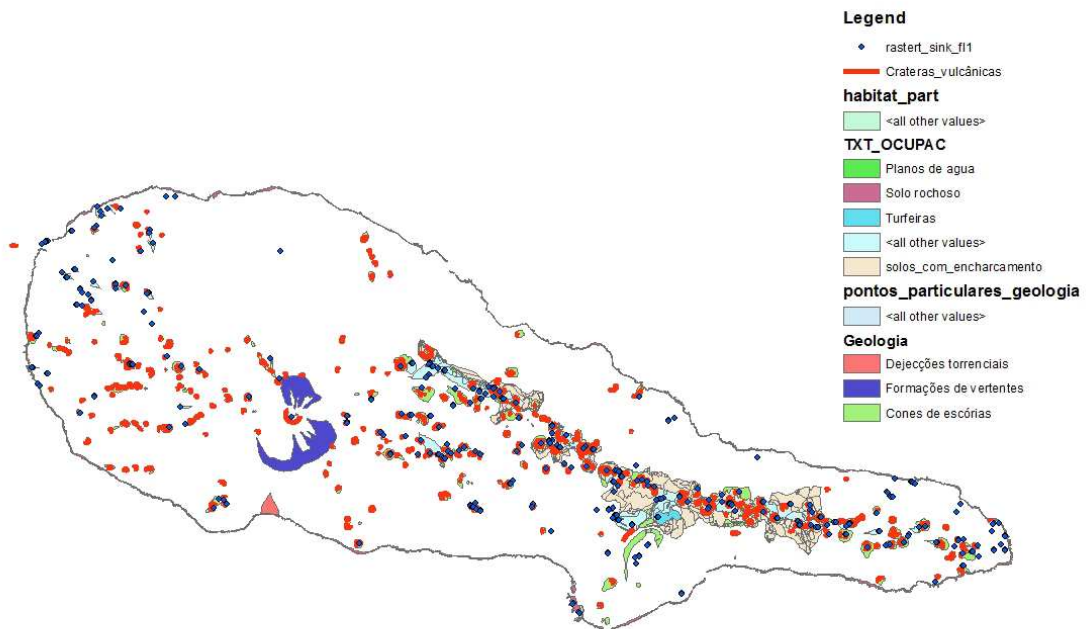 Legend
rastert_sink_fl1
Crateras_vulcânicas
habitat_part
<all other values>
TXT_OCUPAC
Planos de agua
Solo rochoso
Turfeiras
<all other values>
solos_com_encharcamento
pontos_particulares_geologia
<all other values>
Geologia
Dejecções torrenciais
Formações de vertentes
Cones de escórias